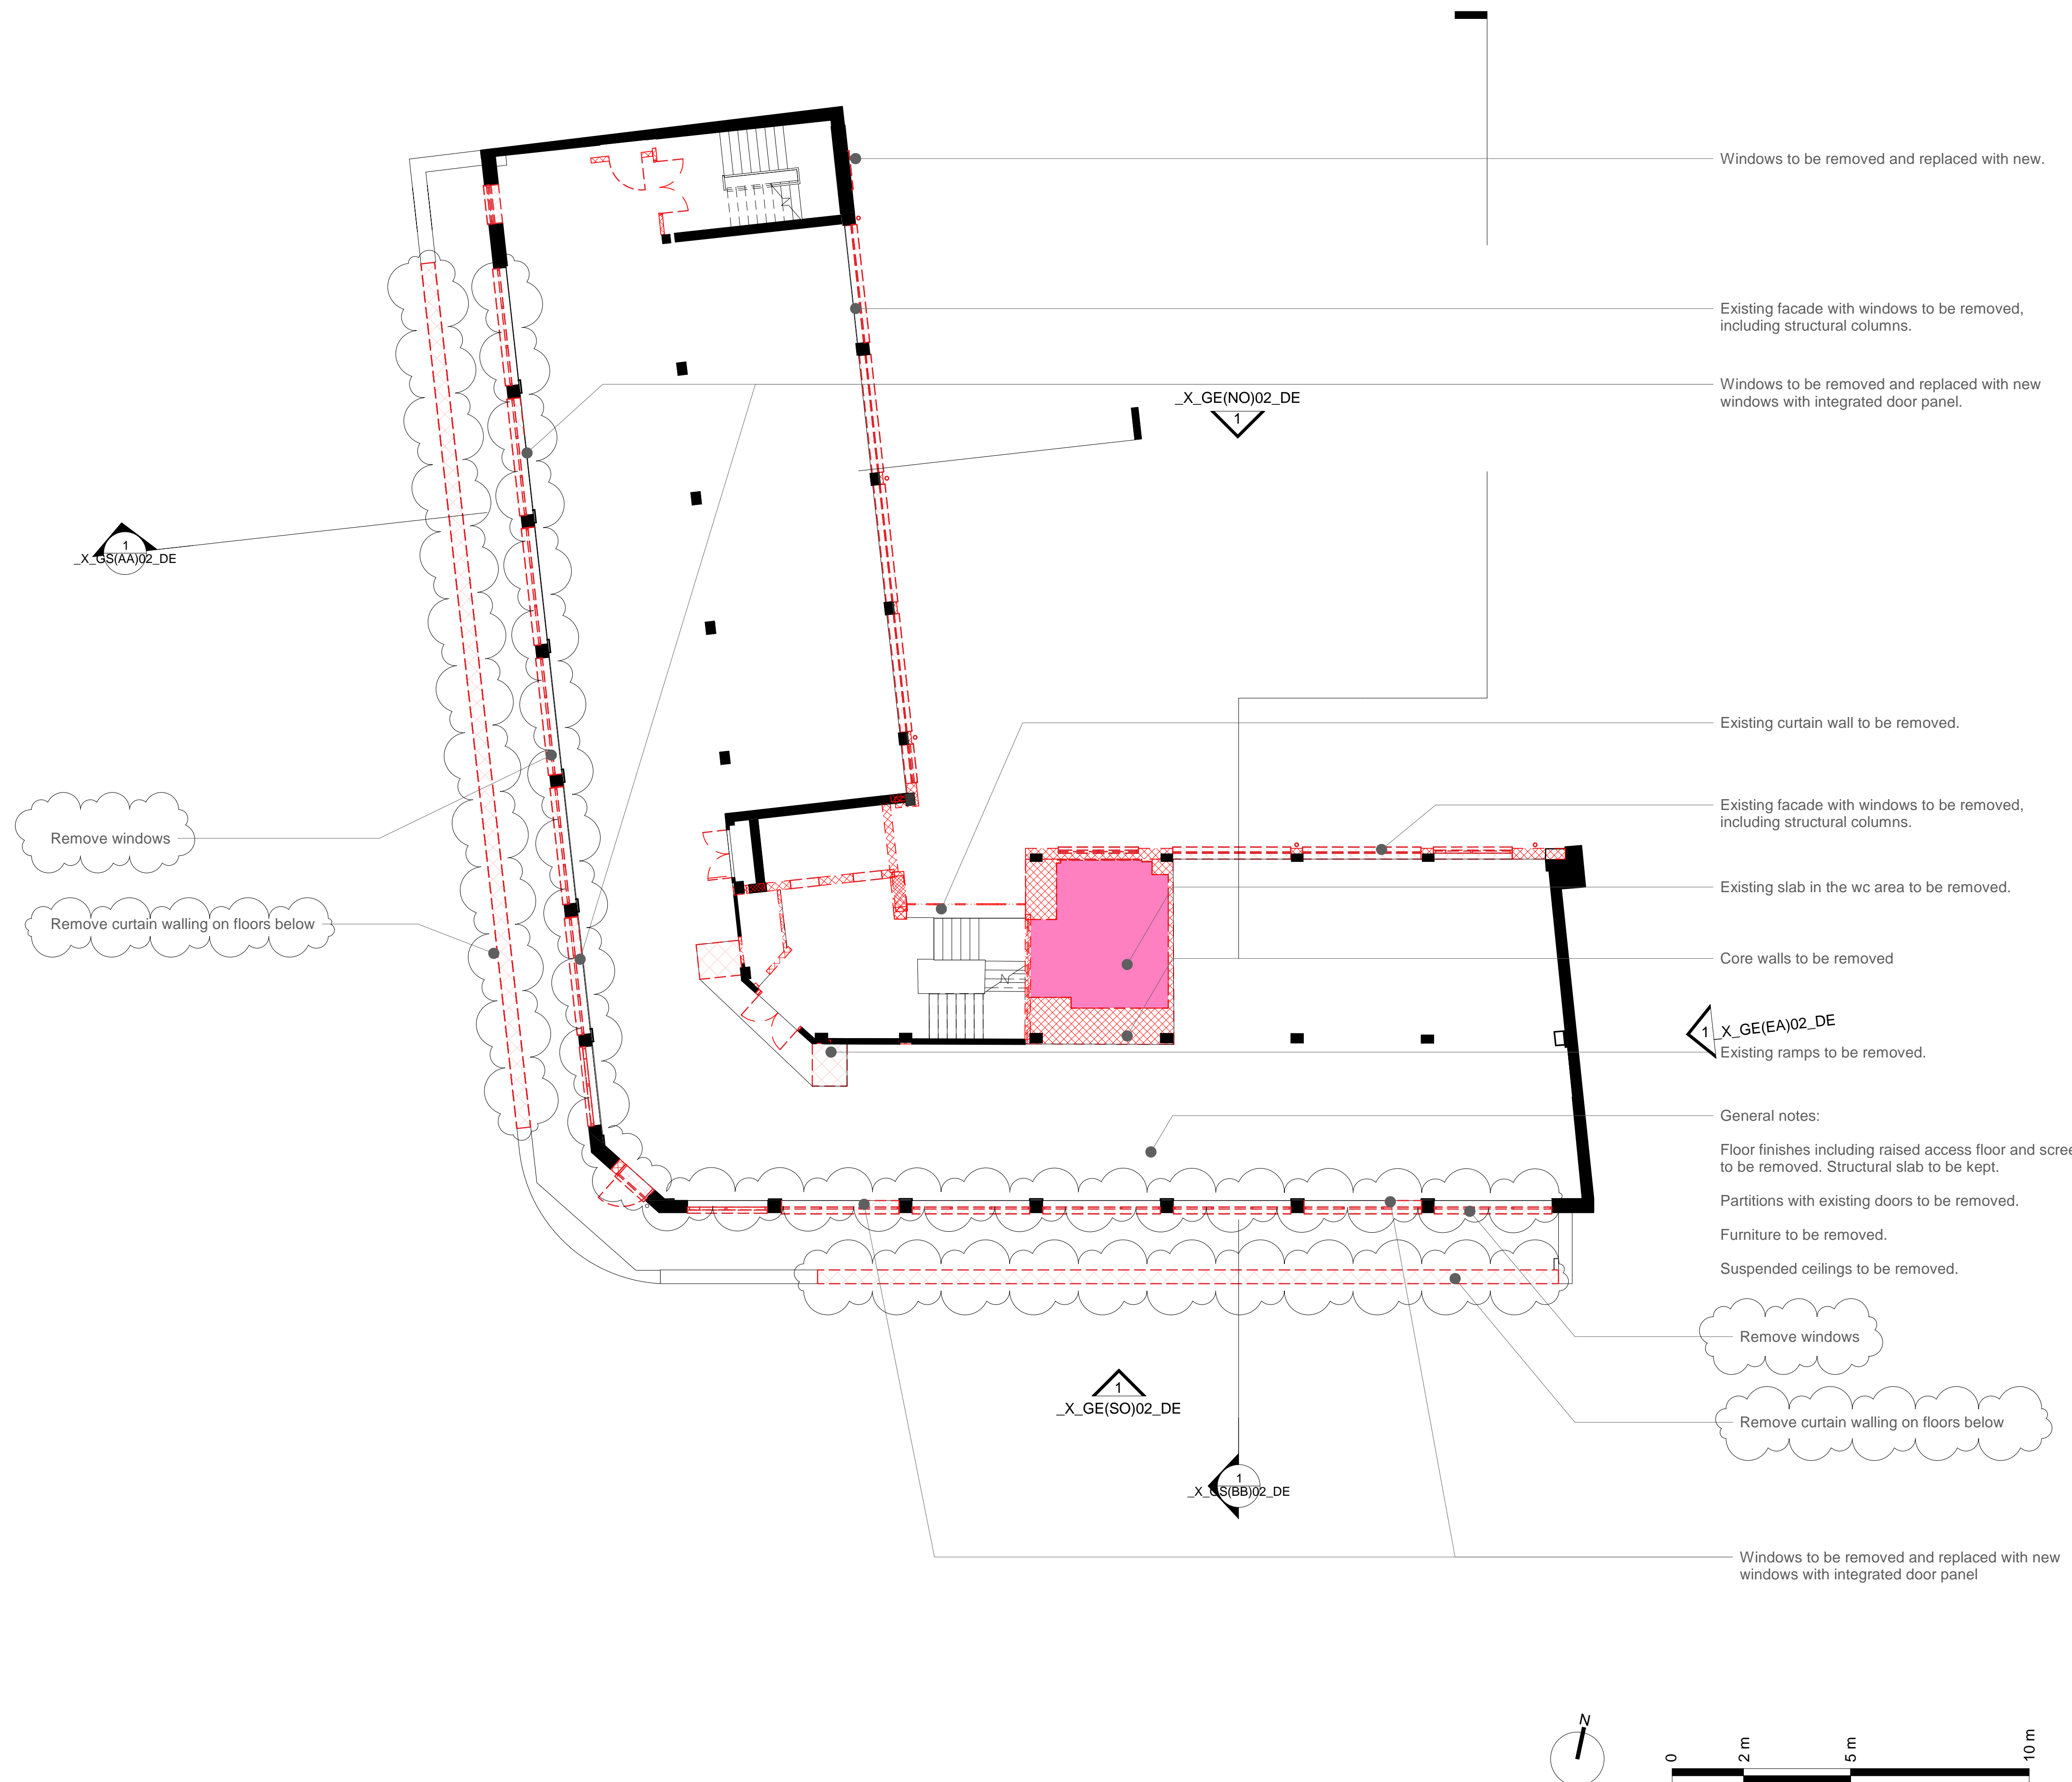 Windows to be removed and replaced with new.
Existing facade with windows to be removed,
including structural columns.
Windows to be removed and replaced with new
windows with integrated door panel.
_X_GE(NO)02_DE
1
1
_X_GS(AA)02_DE
Existing curtain wall to be removed.
Existing facade with windows to be removed,
including structural columns.
Remove windows
Existing slab in the wc area to be removed.
Remove curtain walling on floors below
Core walls to be removed
1
_X_GE(EA)02_DE
Existing ramps to be removed.
General notes:
Floor finishes including raised access floor and scree
to be removed. Structural slab to be kept.
Partitions with existing doors to be removed.
Furniture to be removed.
Suspended ceilings to be removed.
Remove windows
1
_X_GE(SO)02_DE
Remove curtain walling on floors below
1
_X_GS(BB)02_DE
Windows to be removed and replaced with new
windows with integrated door panel
N
0
2 m
5 m
10 m